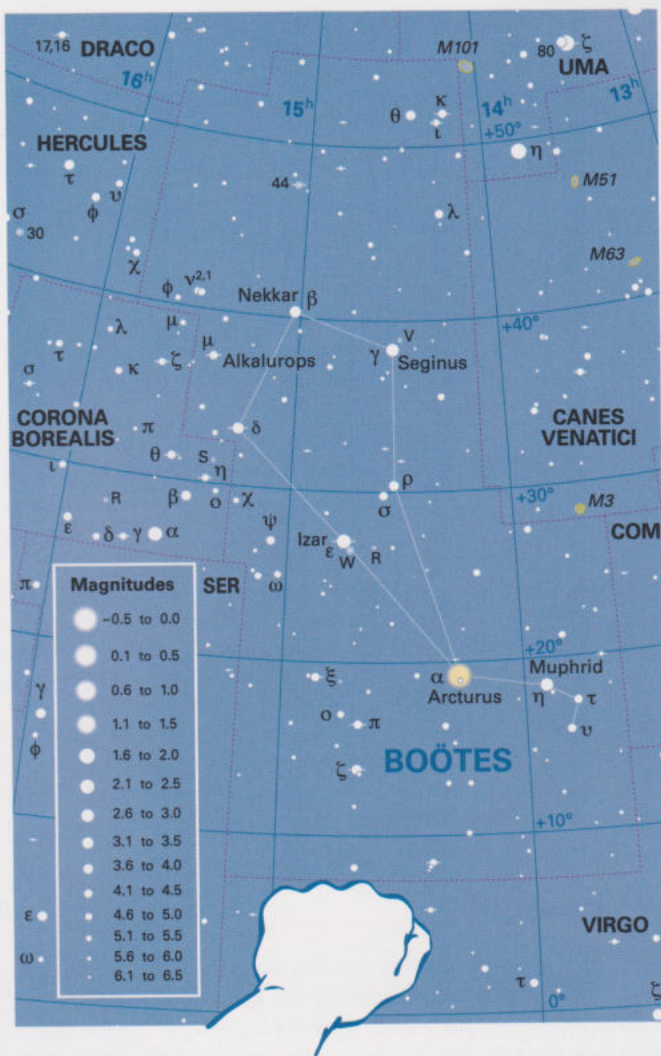 17,16
DRACO
M101
80
ζ
UMA
16h
15h
14h
13h
θ
κ
ι
+50°
η
HERCULES
τ
υ
φ
44
M51
σ
30
λ
χ
M63
φ
ν2,1
Nekkar β
+40°
λ
μ
μ
V
γ
Seginus
τ
κ
ζ
Alkalurops
σ
CORONA
BOREALIS
π
δ
CANES
VENATICI
θ
S
η
ι
R
β
ο
χ
ρ
σ
+30°
M3
ε
δ
γ
α
ψ
Izar
ε
W
R
COM
π
SER
ω
Magnitudes
−0.5 to 0.0
0.1 to 0.5
0.6 to 1.0
1.1 to 1.5
1.6 to 2.0
2.1 to 2.5
2.6 to 3.0
3.1 to 3.5
3.6 to 4.0
4.1 to 4.5
4.6 to 5.0
5.1 to 5.5
5.6 to 6.0
6.1 to 6.5
+20°
ξ
α
Arcturus
Muphrid
η
τ
υ
γ
φ
ο
π
ζ
BOÖTES
+10°
ε
ω
VIRGO
τ
0°
ζ